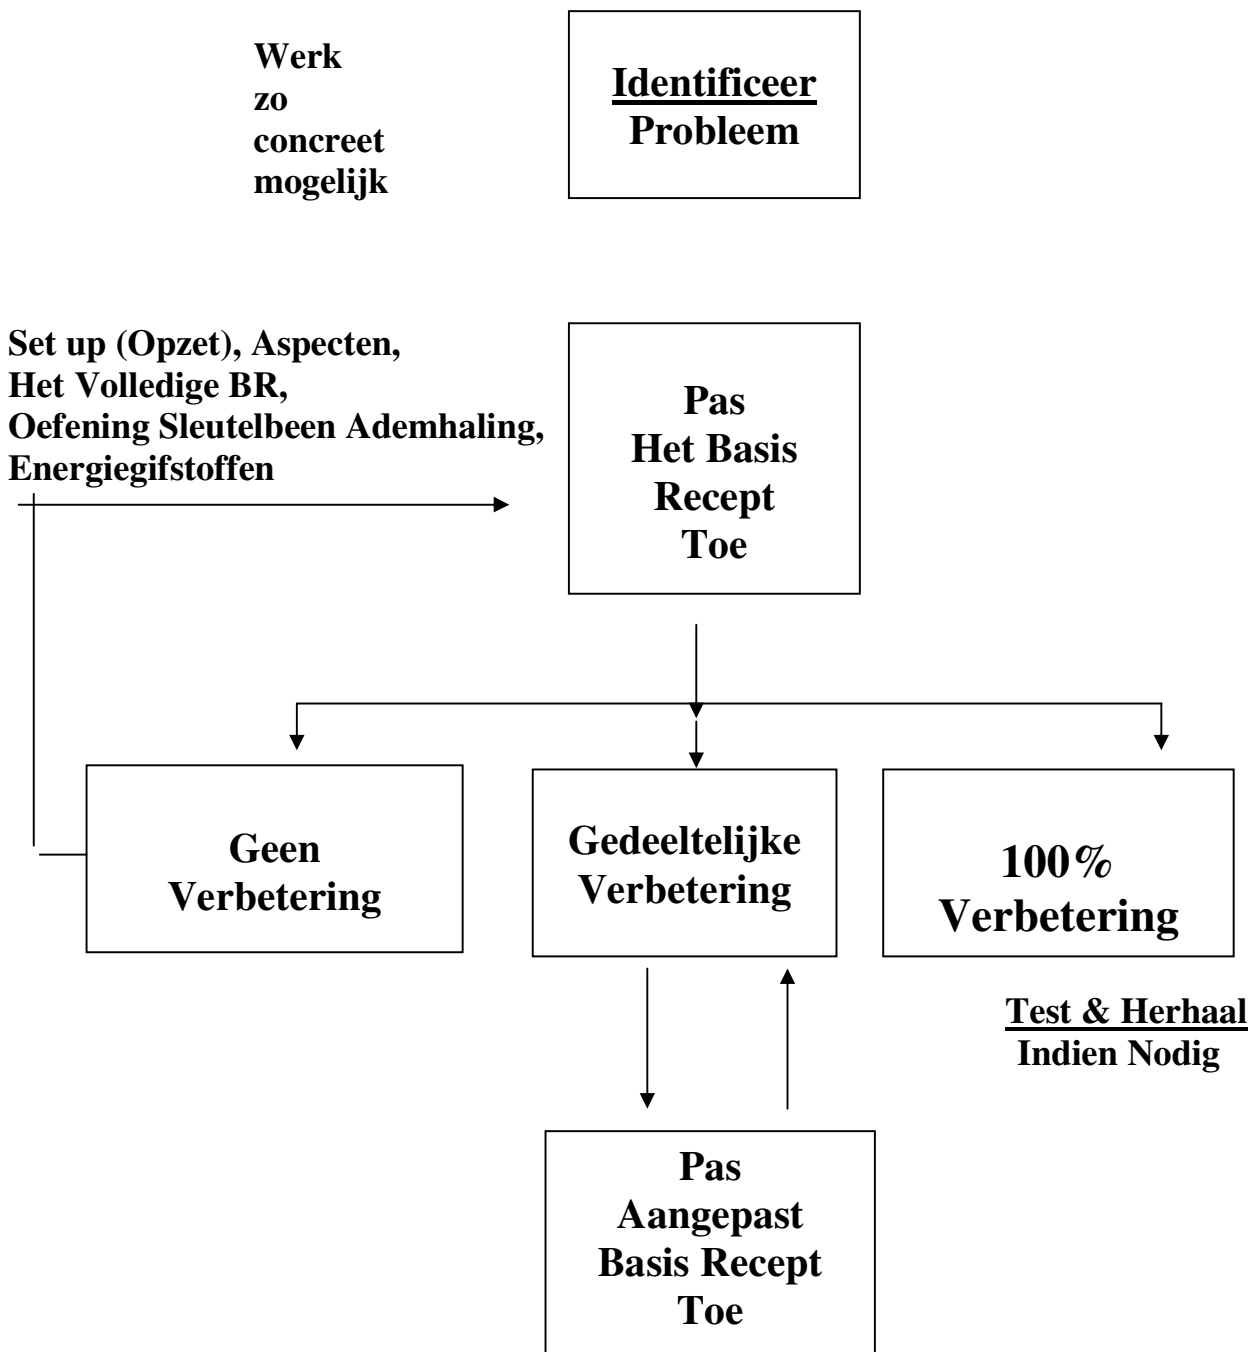 Werk
zo
concreet
mogelijk
Identificeer
Probleem
Set up (Opzet), Aspecten,
Het Volledige BR,
Oefening Sleutelbeen Ademhaling,
Energiegifstoffen
Pas
Het Basis
Recept
Toe
Geen
Verbetering
Gedeeltelijke
Verbetering
100%
Verbetering
Test & Herhaal
Indien Nodig
Pas
Aangepast
Basis Recept
Toe